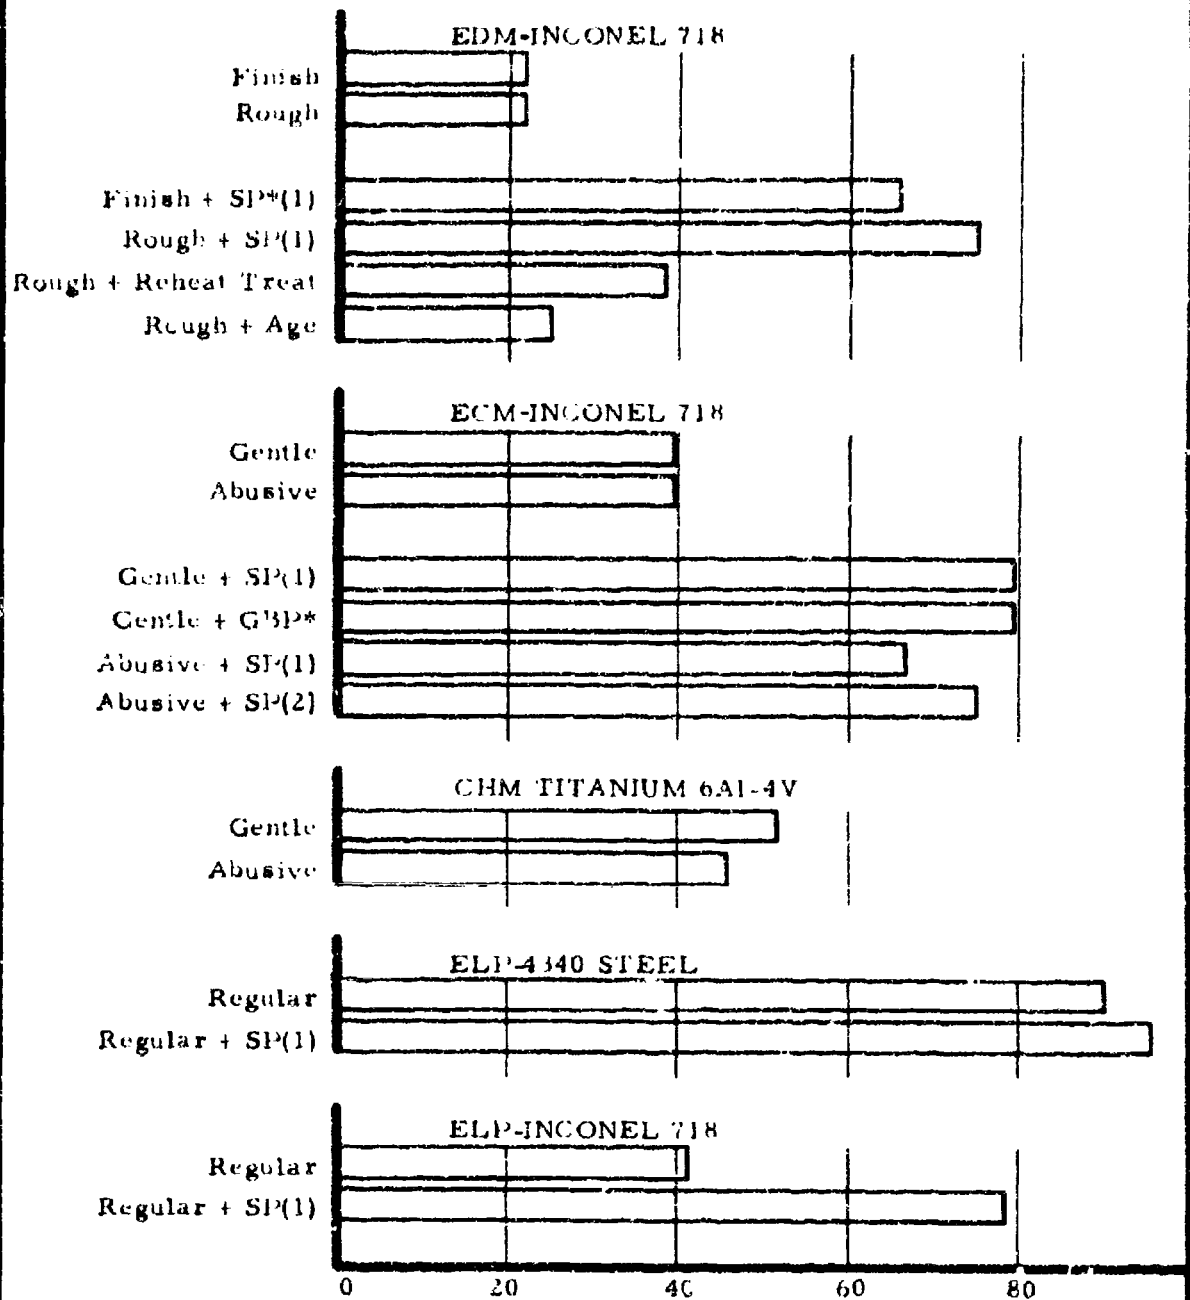 EDM-INCONEL 718
Finish
Rough
Finish + SP*(1)
Rough + SP(1)
Rough + Reheat Treat
Rough + Age
ECM-INCONEL 718
Gentle
Abusive
Gentle + SP(1)
Gentle + GBP*
Abusive + SP(1)
Abusive + SP(2)
CHM TITANIUM 6Al-4V
Gentle
Abusive
ELP-4340 STEEL
Regular
Regular + SP(1)
ELP-INCONEL 718
Regular
Regular + SP(1)
0 20 40 60 80